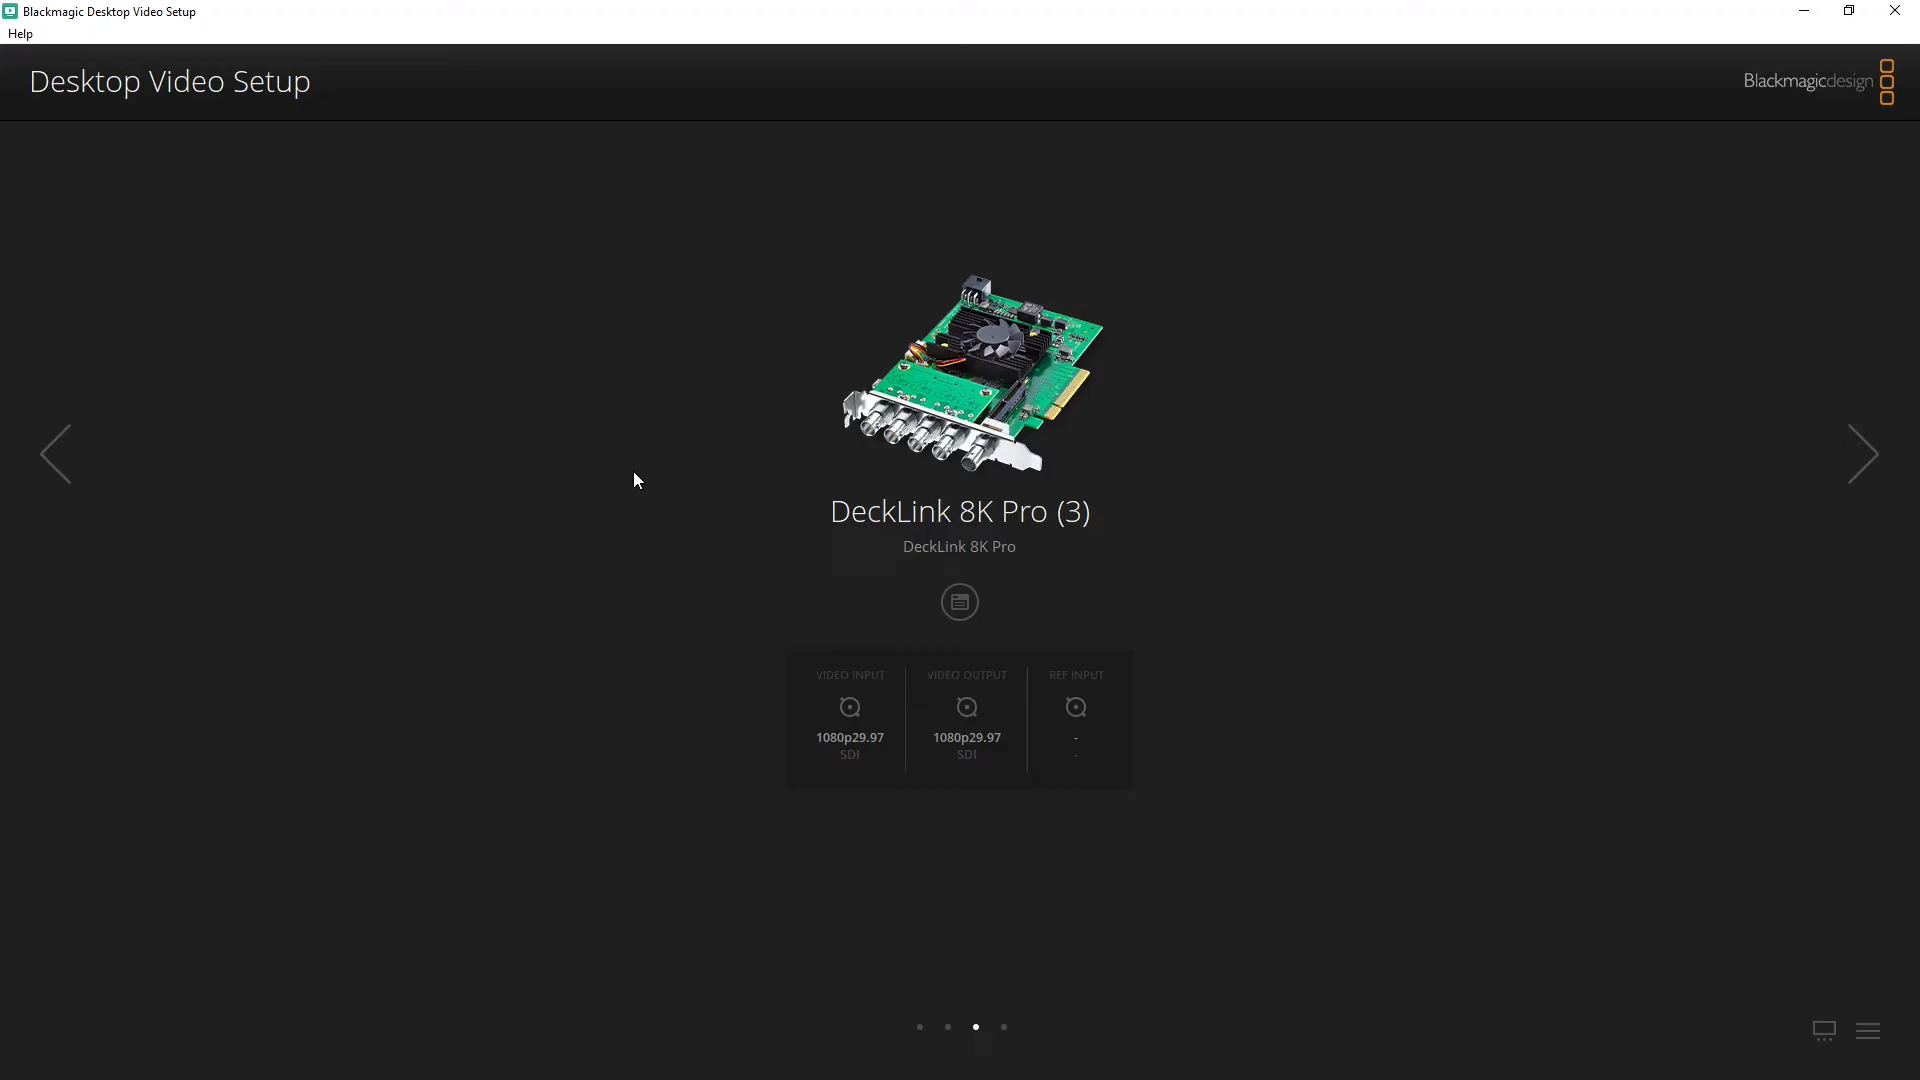 Blackmagic Desktop Video Setup
Help
Desktop Video Setup
Blackmagicdesign
DeckLink 8K Pro (3)
DeckLink 8K Pro
VIDEO INPUT VIDEO OUTPUT REF INPUT
1080p29.97 1080p29.97 -
SDI SDI -